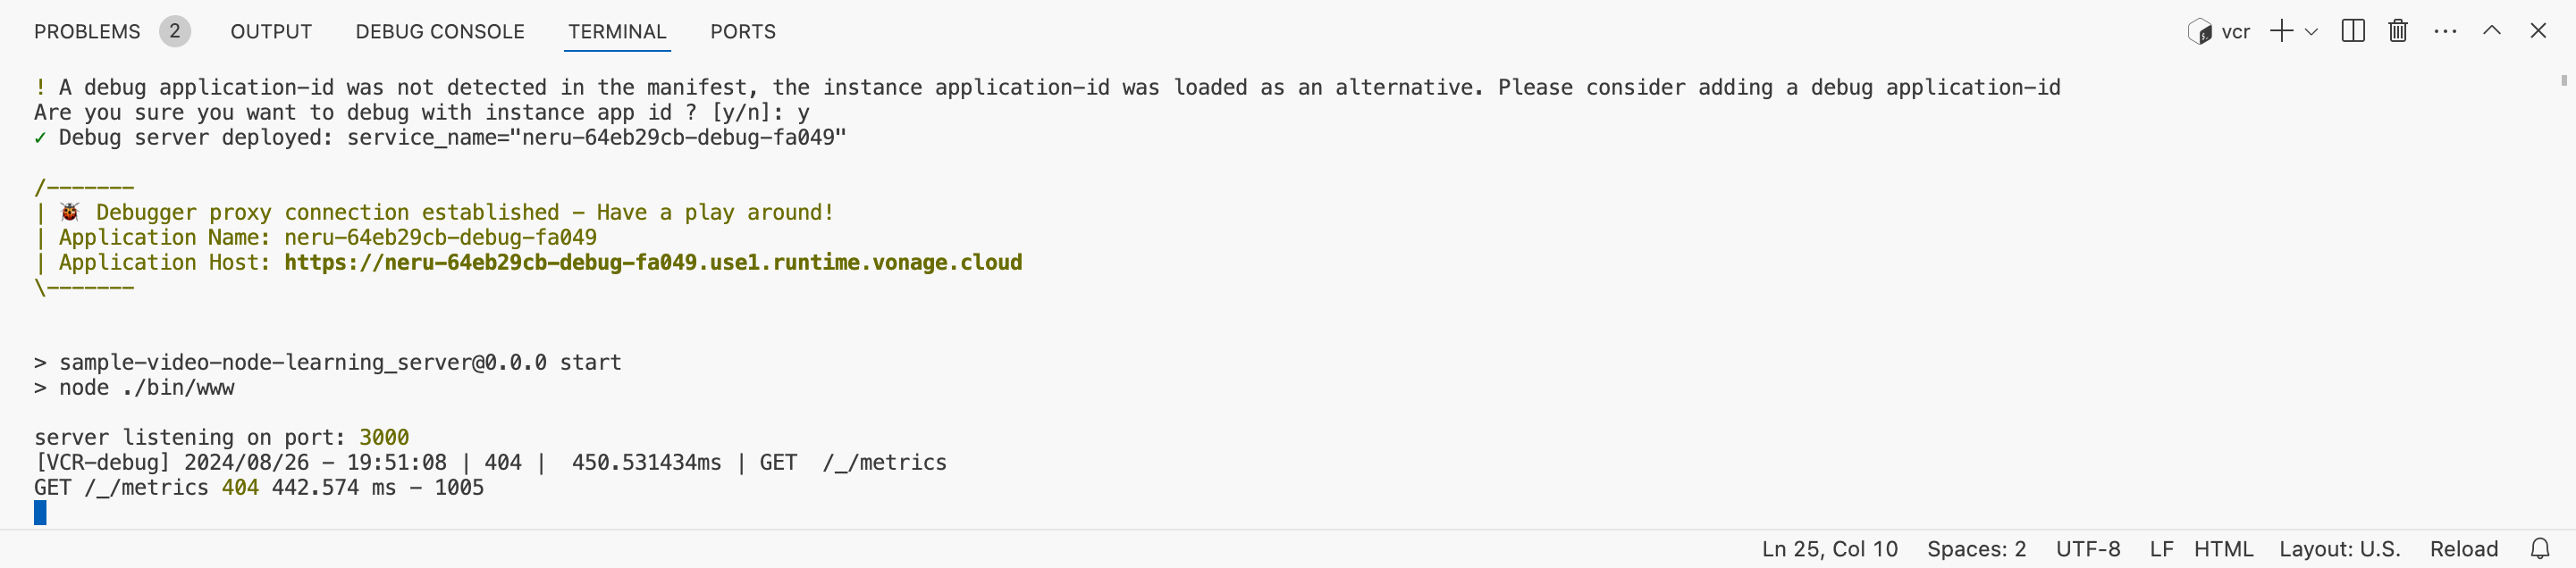 PROBLEMS 2 OUTPUT DEBUG CONSOLE TERMINAL PORTS vcr
! A debug application-id was not detected in the manifest, the instance application-id was loaded as an alternative. Please consider adding a debug application-id
Are you sure you want to debug with instance app id ? [y/n]: y
✓ Debug server deployed: service_name="neru-64eb29cb-debug-fa049"
/-------
| 🐞 Debugger proxy connection established - Have a play around!
| Application Name: neru-64eb29cb-debug-fa049
| Application Host: https://neru-64eb29cb-debug-fa049.use1.runtime.vonage.cloud
\-------
> sample-video-node-learning_server@0.0.0 start
> node ./bin/www
server listening on port: 3000
[VCR-debug] 2024/08/26 - 19:51:08 | 404 |  450.531434ms | GET  /_/metrics
GET /_/metrics 404 442.574 ms - 1005
Ln 25, Col 10 Spaces: 2 UTF-8 LF HTML Layout: U.S. Reload